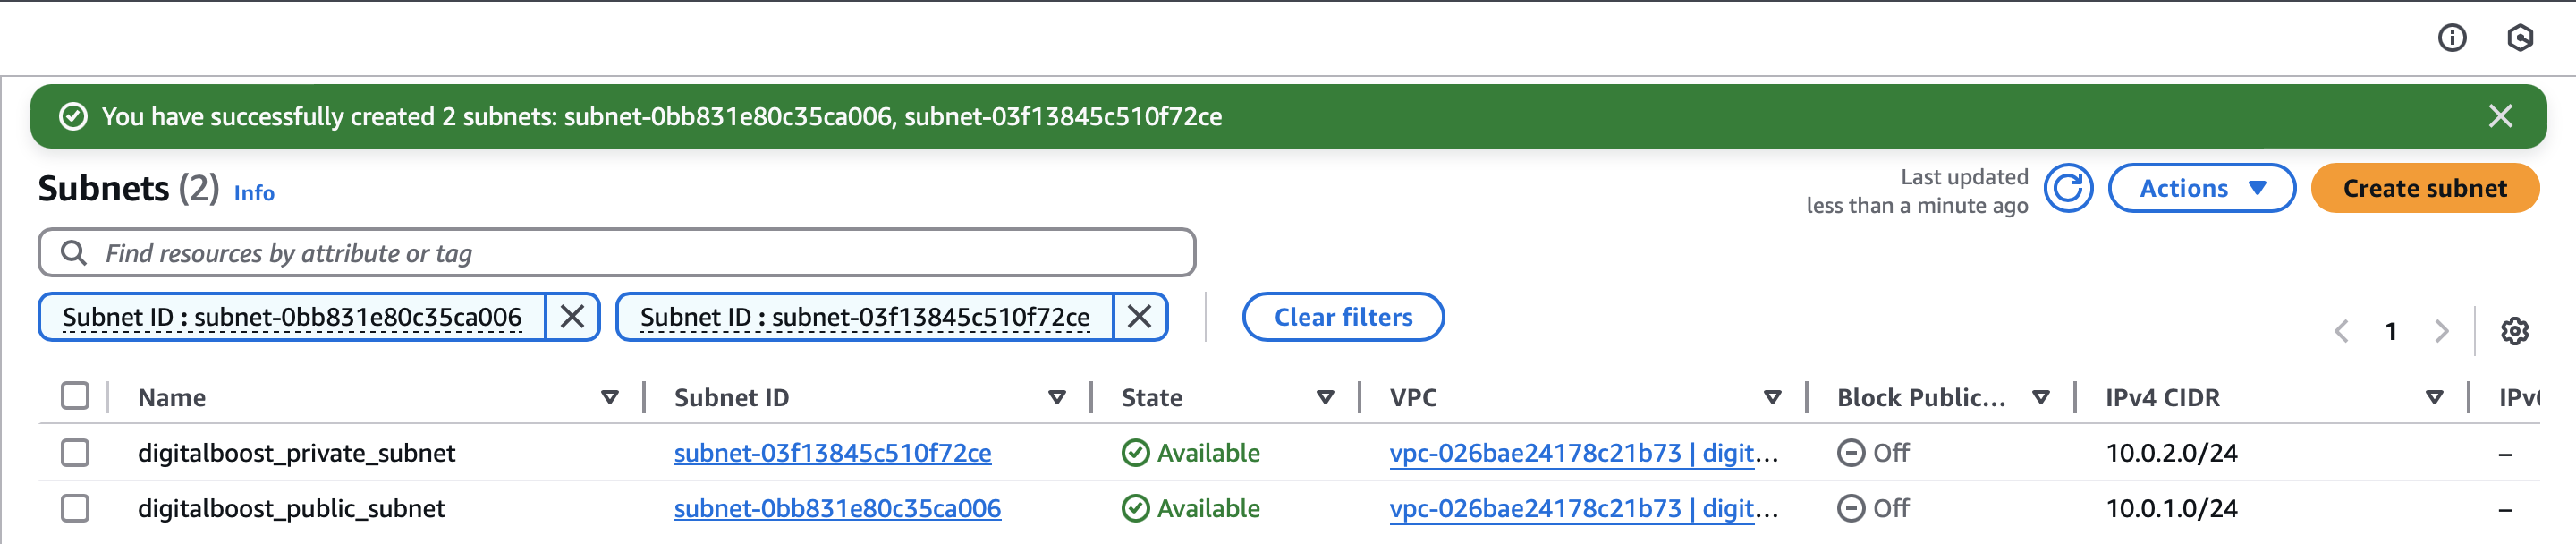 You have successfully created 2 subnets: subnet-0bb831e80c35ca006, subnet-03f13845c510f72ce
Subnets (2) Info
Last updated
less than a minute ago
Actions
Create subnet
Find resources by attribute or tag
Subnet ID : subnet-0bb831e80c35ca006
Subnet ID : subnet-03f13845c510f72ce
Clear filters
1
Name Subnet ID State VPC Block Public... IPv4 CIDR
digitalboost_private_subnet subnet-03f13845c510f72ce Available vpc-026bae24178c21b73 | digit... Off 10.0.2.0/24 –
digitalboost_public_subnet subnet-0bb831e80c35ca006 Available vpc-026bae24178c21b73 | digit... Off 10.0.1.0/24 –